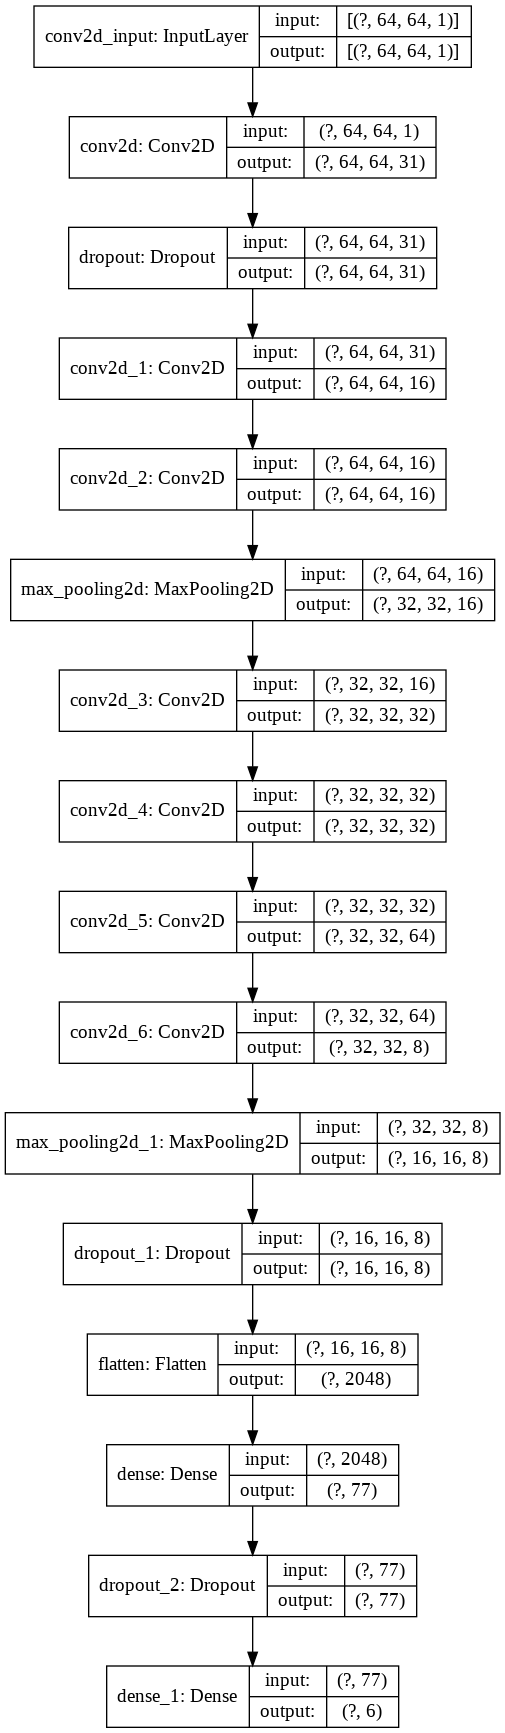 conv2d_input: InputLayer
input:
[(?, 64, 64, 1)]
output:
[(?, 64, 64, 1)]
conv2d: Conv2D
input:
(?, 64, 64, 1)
output:
(?, 64, 64, 31)
dropout: Dropout
input:
(?, 64, 64, 31)
output:
(?, 64, 64, 31)
conv2d_1: Conv2D
input:
(?, 64, 64, 31)
output:
(?, 64, 64, 16)
conv2d_2: Conv2D
input:
(?, 64, 64, 16)
output:
(?, 64, 64, 16)
max_pooling2d: MaxPooling2D
input:
(?, 64, 64, 16)
output:
(?, 32, 32, 16)
conv2d_3: Conv2D
input:
(?, 32, 32, 16)
output:
(?, 32, 32, 32)
conv2d_4: Conv2D
input:
(?, 32, 32, 32)
output:
(?, 32, 32, 32)
conv2d_5: Conv2D
input:
(?, 32, 32, 32)
output:
(?, 32, 32, 64)
conv2d_6: Conv2D
input:
(?, 32, 32, 64)
output:
(?, 32, 32, 8)
max_pooling2d_1: MaxPooling2D
input:
(?, 32, 32, 8)
output:
(?, 16, 16, 8)
dropout_1: Dropout
input:
(?, 16, 16, 8)
output:
(?, 16, 16, 8)
flatten: Flatten
input:
(?, 16, 16, 8)
output:
(?, 2048)
dense: Dense
input:
(?, 2048)
output:
(?, 77)
dropout_2: Dropout
input:
(?, 77)
output:
(?, 77)
dense_1: Dense
input:
(?, 77)
output:
(?, 6)